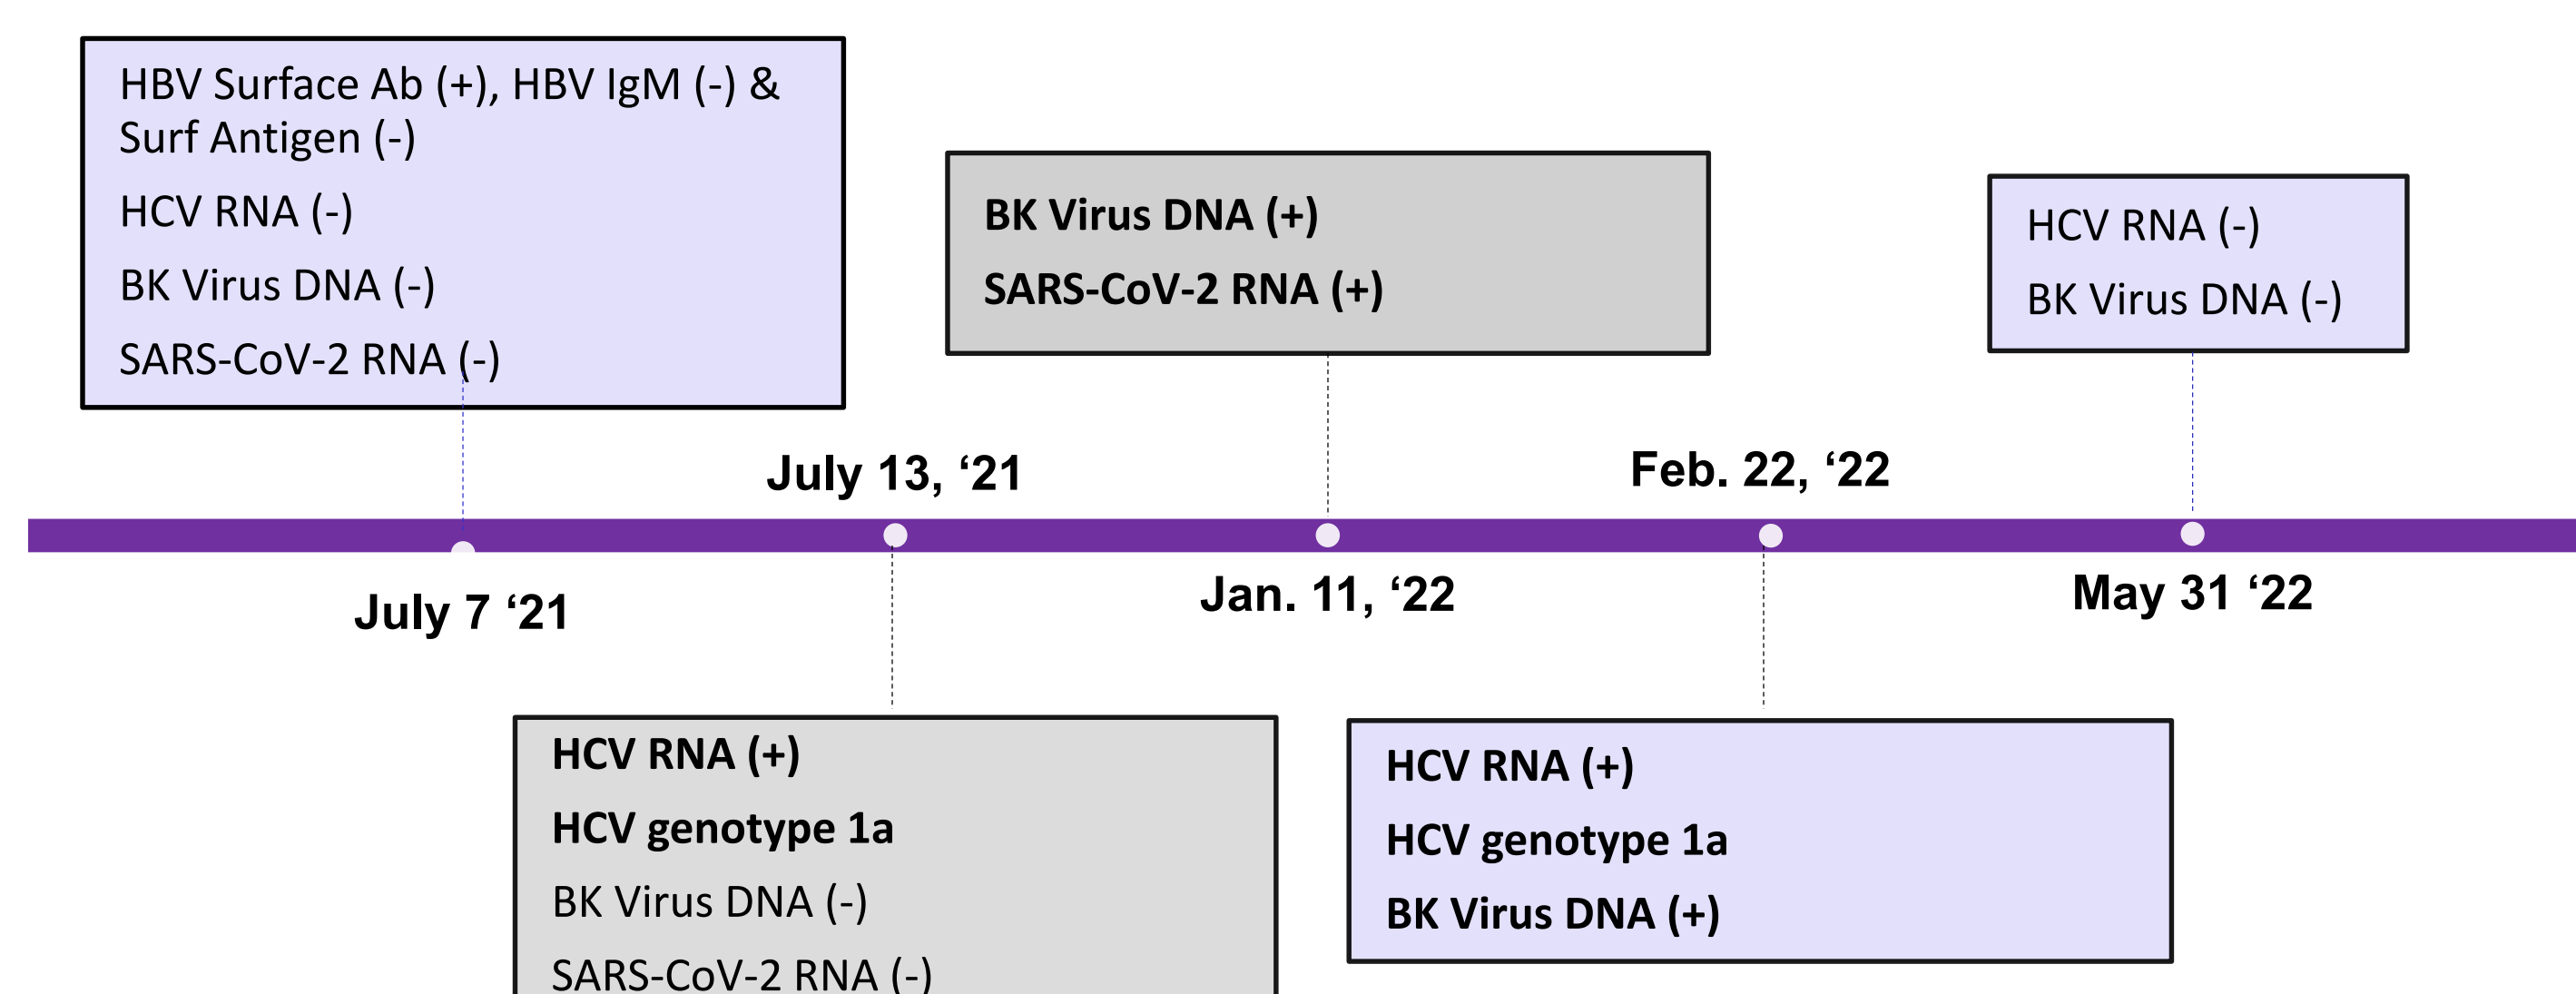 HBV Surface Ab (+), HBV IgM (-) &
Surf Antigen (-)
HCV RNA (-)
BK Virus DNA (-)
SARS-CoV-2 RNA (-)
BK Virus DNA (+)
SARS-CoV-2 RNA (+)
HCV RNA (-)
BK Virus DNA (-)
July 13, ‘21
Feb. 22, ‘22
July 7 ‘21
Jan. 11, ‘22
May 31 ‘22
HCV RNA (+)
HCV genotype 1a
BK Virus DNA (-)
SARS-CoV-2 RNA (-)
HCV RNA (+)
HCV genotype 1a
BK Virus DNA (+)